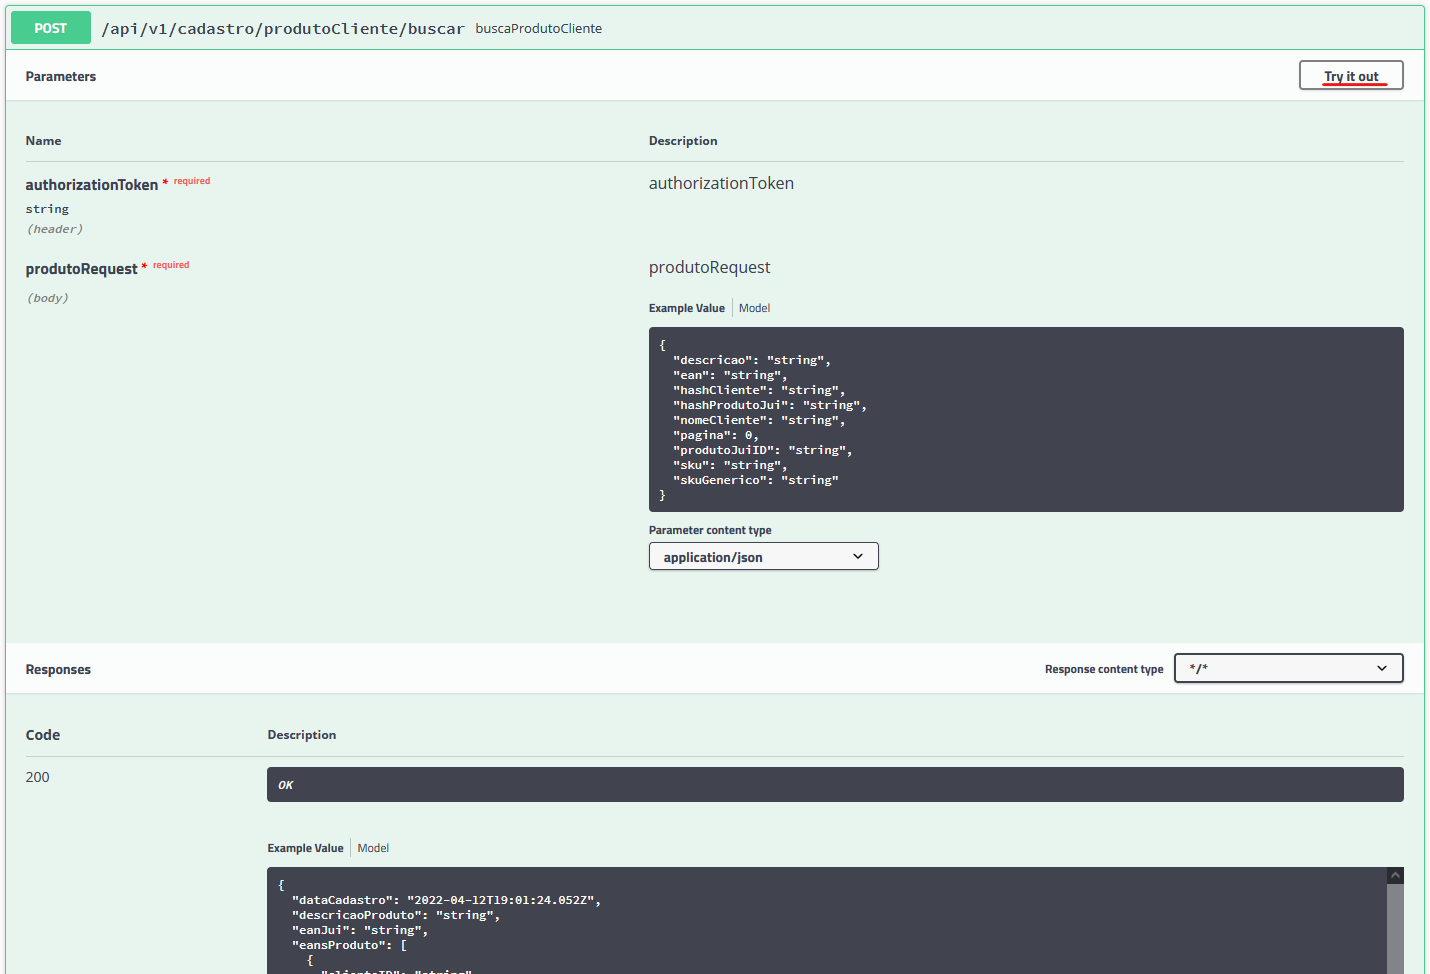 POST /api/v1/cadastro/produtoCliente/buscar buscaProdutoCliente
Parameters
Try it out
Name Description
authorizationToken * required authorizationToken
string
(header)
produtoRequest * required produtoRequest
(body)
Example Value Model
{
"descricao": "string",
"ean": "string",
"hashCliente": "string",
"hashProdutoJui": "string",
"nomeCliente": "string",
"pagina": 0,
"produtoJuiID": "string",
"sku": "string",
"skuGenerico": "string"
}
Parameter content type
application/json
Responses Response content type */*
Code Description
200 OK
Example Value Model
{
"dataCadastro": "2022-04-12T19:01:24.052Z",
"descricaoProduto": "string",
"eanJui": "string",
"eansProduto": [
{
"clienteID": "string",